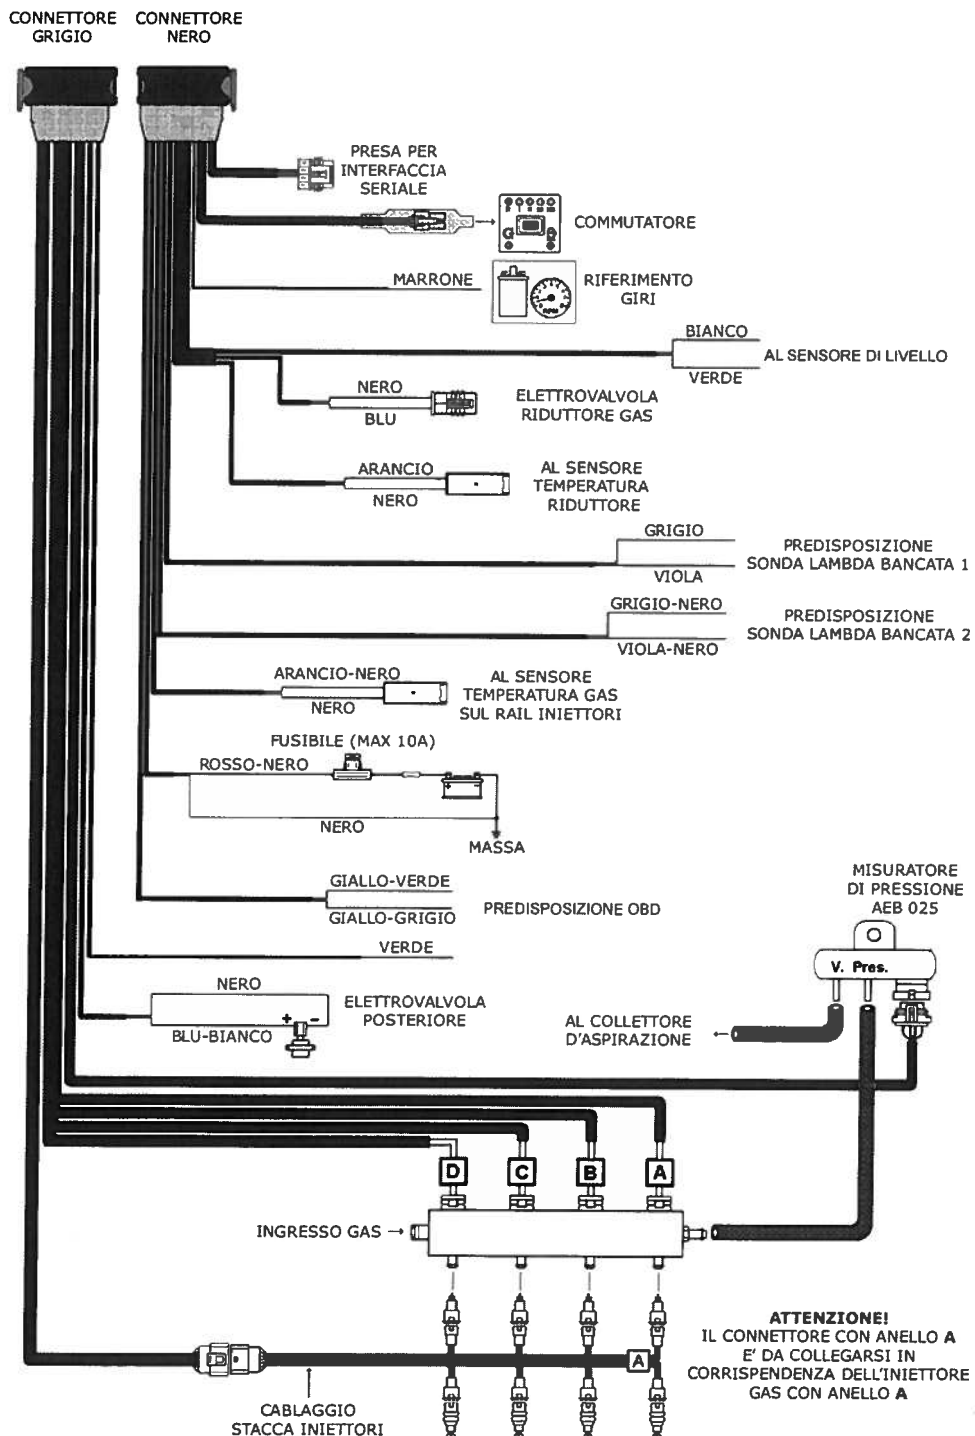 CONNETTORE
GRIGIO
CONNETTORE
NERO
PRESA PER
INTERFACCIA
SERIALE
COMMUTATORE
MARRONE
RPM
RIFERIMENTO
GIRI
BIANCO
VERDE
AL SENSORE DI LIVELLO
NERO
BLU
ELETTROVALVOLA
RIDUTTORE GAS
ARANCIO
NERO
AL SENSORE
TEMPERATURA
RIDUTTORE
GRIGIO
VIOLA
PREDISPOSIZIONE
SONDA LAMBDA BANCATA 1
GRIGIO-NERO
VIOLA-NERO
PREDISPOSIZIONE
SONDA LAMBDA BANCATA 2
ARANCIO-NERO
NERO
AL SENSORE
TEMPERATURA GAS
SUL RAIL INIETTORI
FUSIBILE (MAX 10A)
ROSSO-NERO
+ -
NERO
MASSA
GIALLO-VERDE
GIALLO-GRIGIO
PREDISPOSIZIONE OBD
VERDE
MISURATORE
DI PRESSIONE
AEB 025
V. Pres.
NERO
+ -
BLU-BIANCO
ELETTROVALVOLA
POSTERIORE
AL COLLETTORE
D'ASPIRAZIONE
D
C
B
A
INGRESSO GAS
A
CABLAGGIO
STACCA INIETTORI
ATTENZIONE!
IL CONNETTORE CON ANELLO A
E' DA COLLEGARSI IN
CORRISPENDENZA DELL'INIETTORE
GAS CON ANELLO A